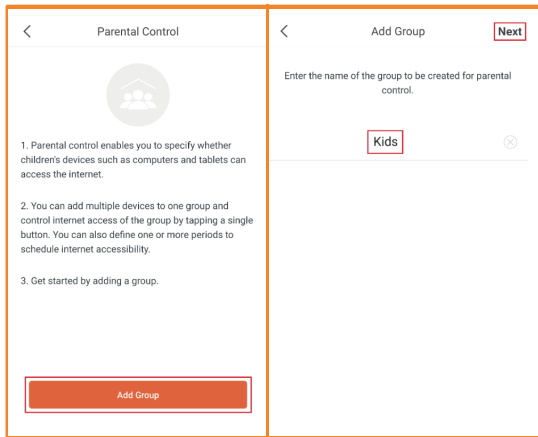 Parental Control
1. Parental control enables you to specify whether
children's devices such as computers and tablets can
access the internet.
2. You can add multiple devices to one group and
control internet access of the group by tapping a single
button. You can also define one or more periods to
schedule internet accessibility.
3. Get started by adding a group.
Add Group
Add Group
Next
Enter the name of the group to be created for parental
control.
Kids